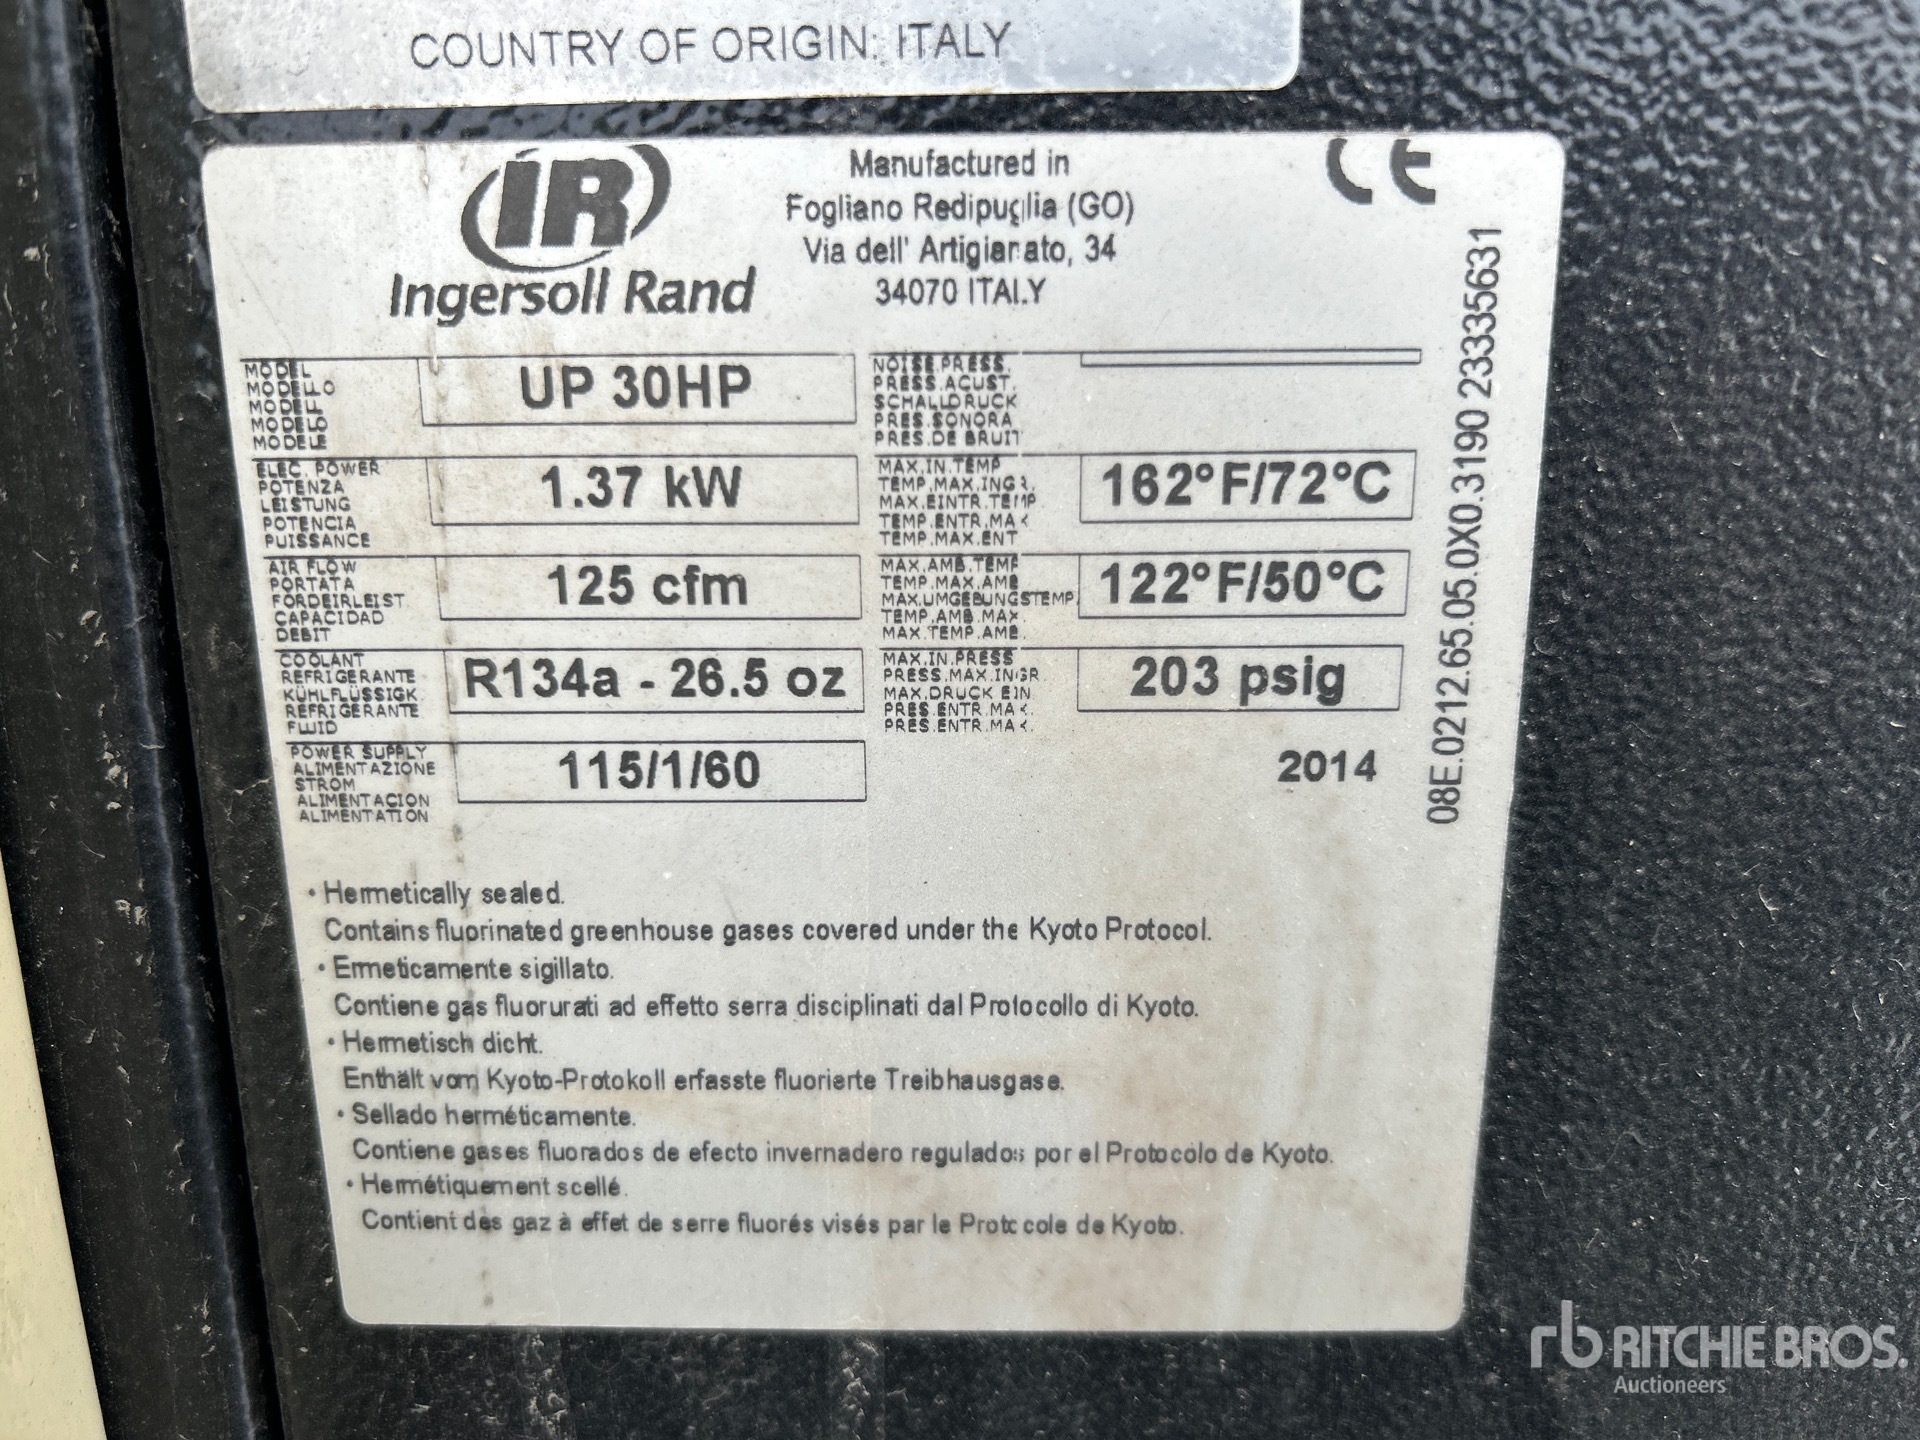 COUNTRY OF ORIGIN: ITALY
IR
Ingersoll Rand
Manufactured in
Fogliano Redipuglia (GO)
Via dell' Artigianato, 34
34070 ITALY
CE
MODEL
MODELLO
MODELL
MODELO
MODELE
UP 30HP
NOISE.PRESS.
PRESS.ACUST.
SCHALLDRUCK
PRES.SONORA
PRES.DE BRUIT
ELEC. POWER
POTENZA
LEISTUNG
POTENCIA
PUISSANCE
1.37 kW
MAX.IN.TEMP
TEMP.MAX.INGR.
MAX.EINTR.TEMP
TEMP.ENTR.MAX
TEMP.MAX.ENT
162°F/72°C
AIR FLOW
PORTATA
FORDEIRLEIST.
CAPACIDAD
DEBIT
125 cfm
MAX.AMB.TEMP
TEMP.MAX.AMB
MAX.UMGEBUNGSTEMP.
TEMP.AMB.MAX.
MAX.TEMP.AMB.
122°F/50°C
COOLANT
REFRIGERANTE
KÜHLFLÜSSIGK.
REFRIGERANTE
FLUID
R134a - 26.5 oz
MAX.IN.PRESS
PRESS.MAX.INGR
MAX.DRUCK EIN.
PRES.ENTR.MAX.
PRES.ENTR.MAX.
203 psig
POWER SUPPLY
ALIMENTAZIONE
STROM
ALIMENTACION
ALIMENTATION
115/1/60
2014
08E.0212.65.05.0X0.3190 23335631
• Hermetically sealed.
Contains fluorinated greenhouse gases covered under the Kyoto Protocol.
• Ermeticamente sigillato.
Contiene gas fluorurati ad effetto serra disciplinati dal Protocollo di Kyoto.
• Hermetisch dicht.
Enthält vom Kyoto-Protokoll erfasste fluorierte Treibhausgase.
• Sellado herméticamente.
Contiene gases fluorados de efecto invernadero regulados por el Protocolo de Kyoto.
• Hermétiquement scellé.
Contient des gaz à effet de serre fluorés visés par le Protocole de Kyoto.
rb RITCHIE BROS.
Auctioneers